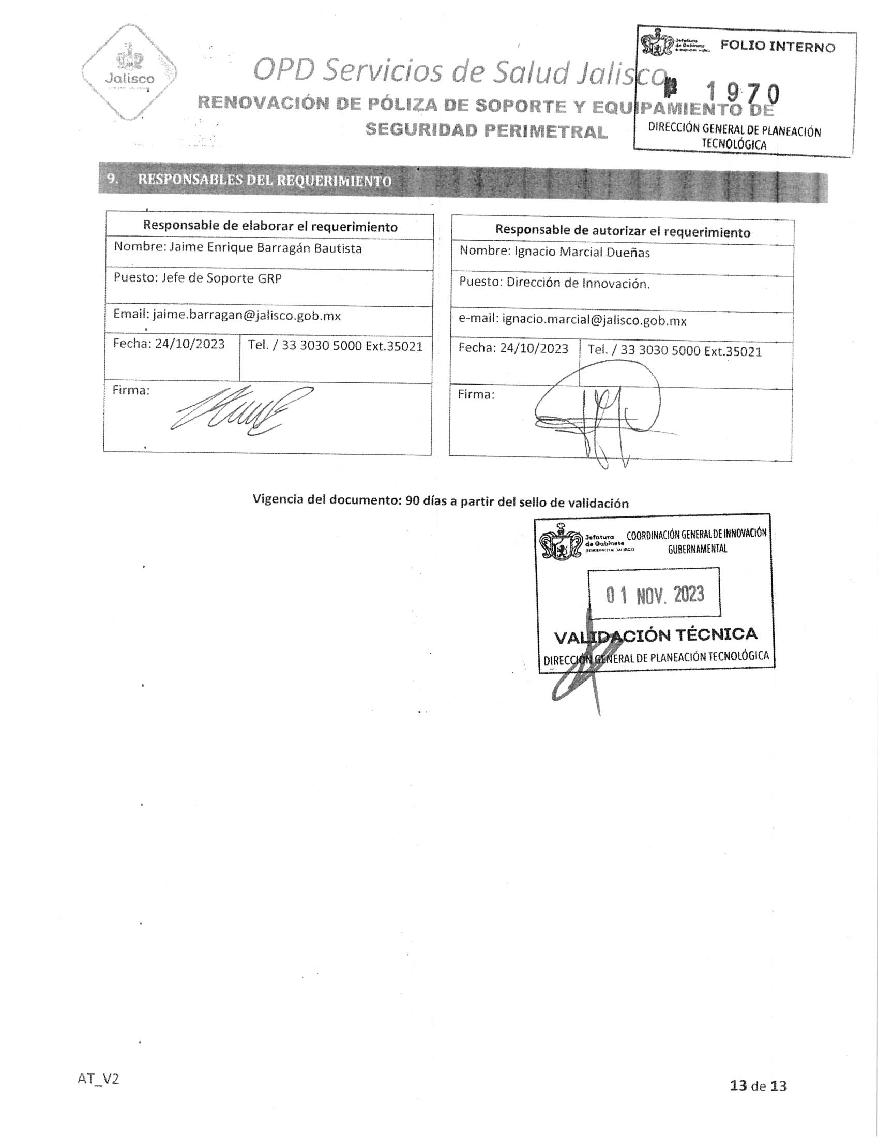 Jalisco
OPD Servicios de Salud Jalisco
RENOVACIÓN DE PÓLIZA DE SOPORTE Y EQUIPAMIENTO DE
SEGURIDAD PERIMETRAL
Jefatura
de Gabinete
FOLIO INTERNO
1970
DIRECCIÓN GENERAL DE PLANEACIÓN
TECNOLÓGICA
9. RESPONSABLES DEL REQUERIMIENTO
Responsable de elaborar el requerimiento
Nombre: Jaime Enrique Barragán Bautista
Puesto: Jefe de Soporte GRP
Email: jaime.barragan@jalisco.gob.mx
Fecha: 24/10/2023 Tel. / 33 3030 5000 Ext.35021
Firma:
Responsable de autorizar el requerimiento
Nombre: Ignacio Marcial Dueñas
Puesto: Dirección de Innovación.
e-mail: ignacio.marcial@jalisco.gob.mx
Fecha: 24/10/2023 Tel. / 33 3030 5000 Ext.35021
Firma:
Vigencia del documento: 90 días a partir del sello de validación
Jefatura
de Gabinete
COORDINACIÓN GENERAL DE INNOVACIÓN
GUBERNAMENTAL
01 NOV. 2023
VALIDACIÓN TÉCNICA
DIRECCIÓN GENERAL DE PLANEACIÓN TECNOLÓGICA
AT_V2
13 de 13